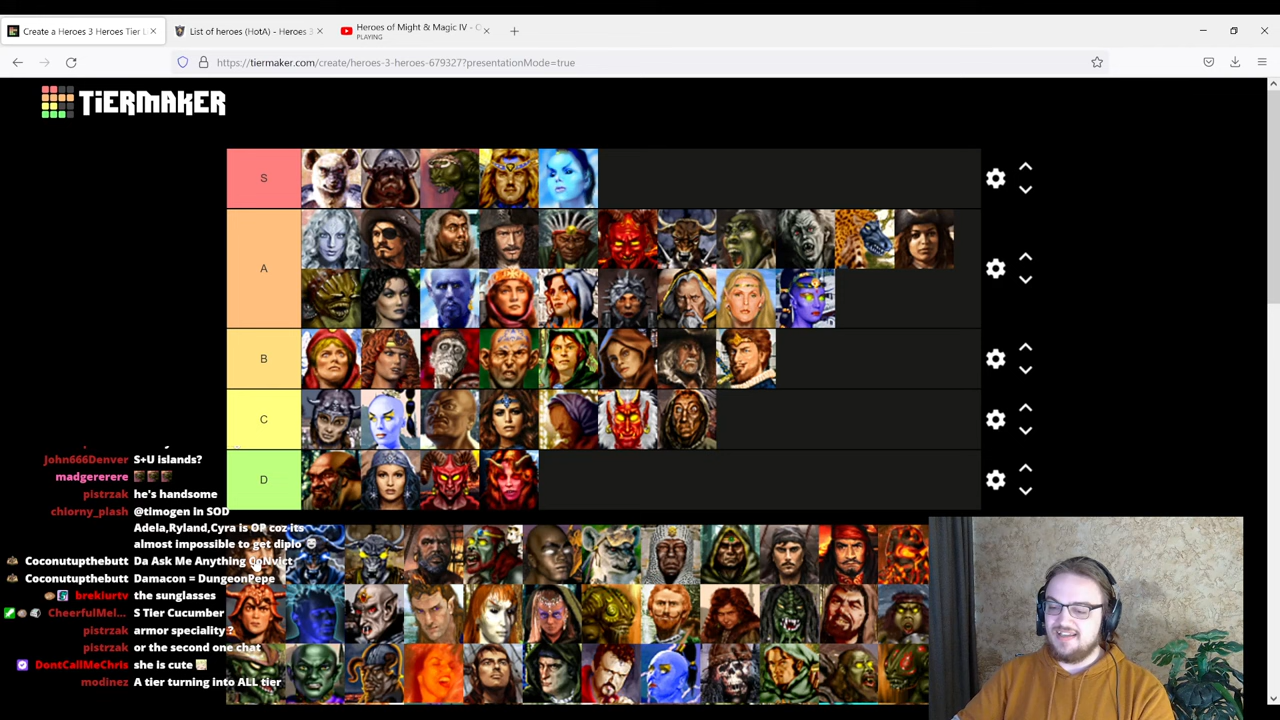 Create a Heroes 3 Heroes Tier L
List of heroes (HotA) - Heroes 3
Heroes of Might & Magic IV - C
PLAYING
https://tiermaker.com/create/heroes-3-heroes-679327?presentationMode=true
TiERMAKER
S
A
B
C
D
John666Denver S+U Islands?
madgererere
pistrzak he's handsome
chiorny_plash @timogen in SOD
Adela,Ryland,Cyra is OP coz its
almost impossible to get diplo
Coconutupthebutt Da Ask Me Anything Convict
Coconutupthebutt Damacon = DungeonPepe
brekiurtv the sunglasses
CheerfulMel... S Tier Cucumber
pistrzak armor speciality ?
pistrzak or the second one chat
DontCallMeChris she is cute
modinez A tier turning into ALL tier